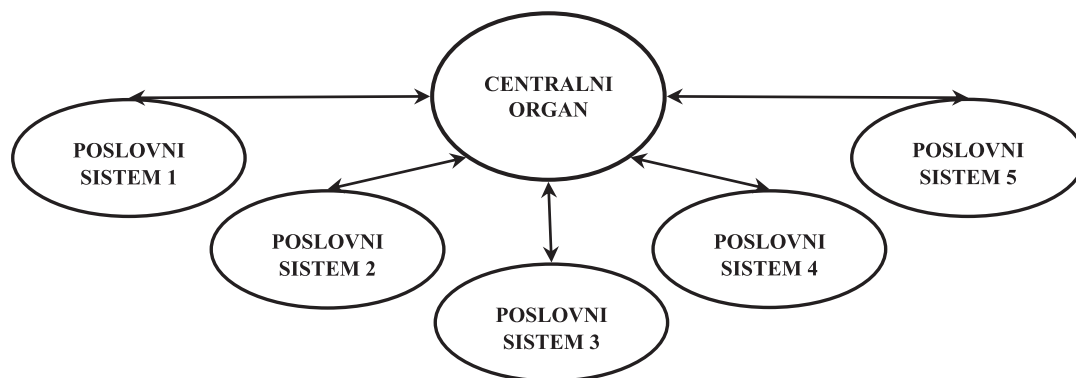 CENTRALNI
ORGAN
POSLOVNI
SISTEM 1
POSLOVNI
SISTEM 2
POSLOVNI
SISTEM 3
POSLOVNI
SISTEM 4
POSLOVNI
SISTEM 5